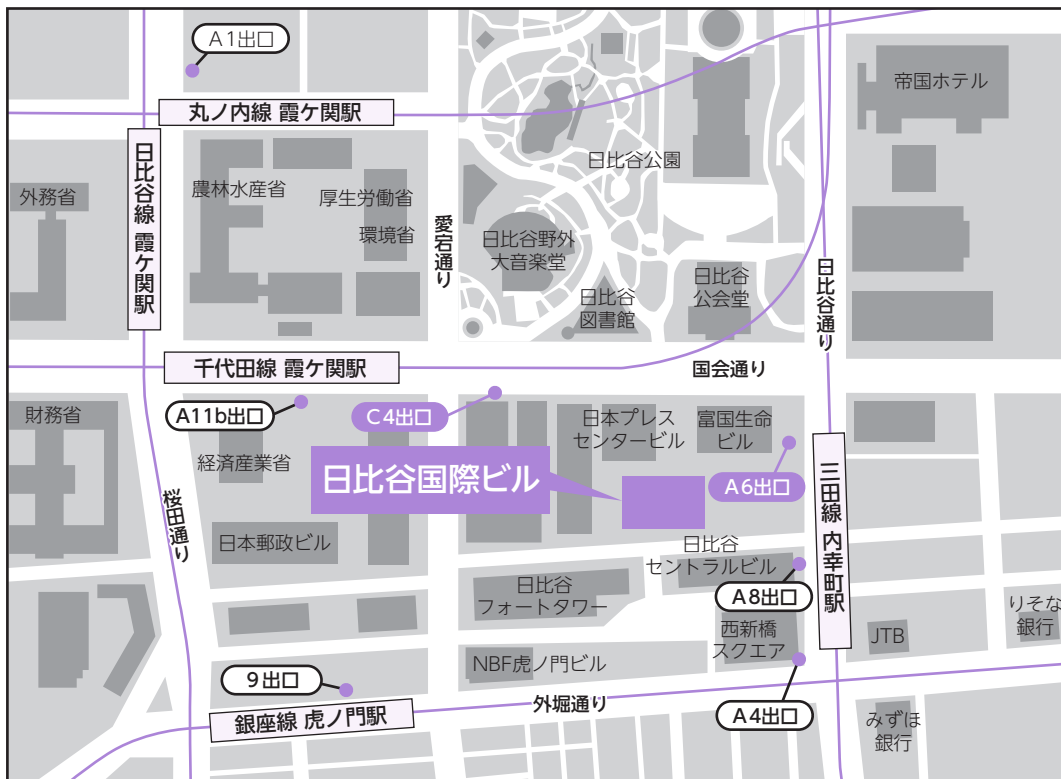 A1出口
帝国ホテル
丸ノ内線 霞ケ関駅
日比谷線 霞ケ関駅
日比谷公園
外務省
農林水産省
厚生労働省
環境省
愛宕通り
日比谷野外
大音楽堂
日比谷
図書館
日比谷
公会堂
日比谷通り
千代田線 霞ケ関駅
国会通り
財務省
A11b出口
C4出口
日本プレス
センタービル
富国生命
ビル
経済産業省
日比谷国際ビル
A6出口
三田線 内幸町駅
桜田通り
日本郵政ビル
日比谷
セントラルビル
日比谷
フォートタワー
A8出口
りそな
銀行
西新橋
スクエア
JTB
NBF虎ノ門ビル
9出口
外堀通り
銀座線 虎ノ門駅
A4出口
みずほ
銀行